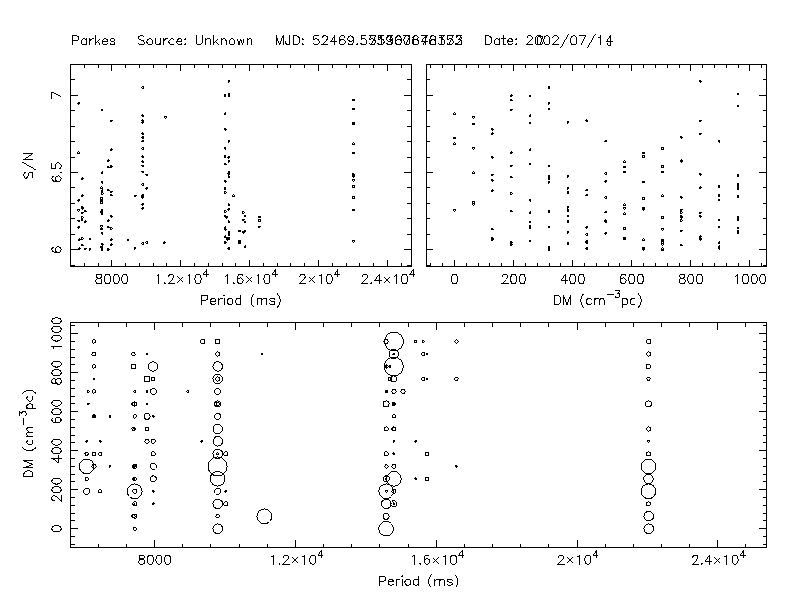 Parkes Source: Unknown MJD: Date:
7
6.5
6
S/N
8000 1.2×10⁴ 1.6×10⁴ 2×10⁴ 2.4×10⁴
Period (ms)
0 200 400 600 800 1000
DM (cm⁻³pc)
1000
800
600
400
200
0
DM (cm⁻³pc)
8000 1.2×10⁴ 1.6×10⁴ 2×10⁴ 2.4×10⁴
Period (ms)